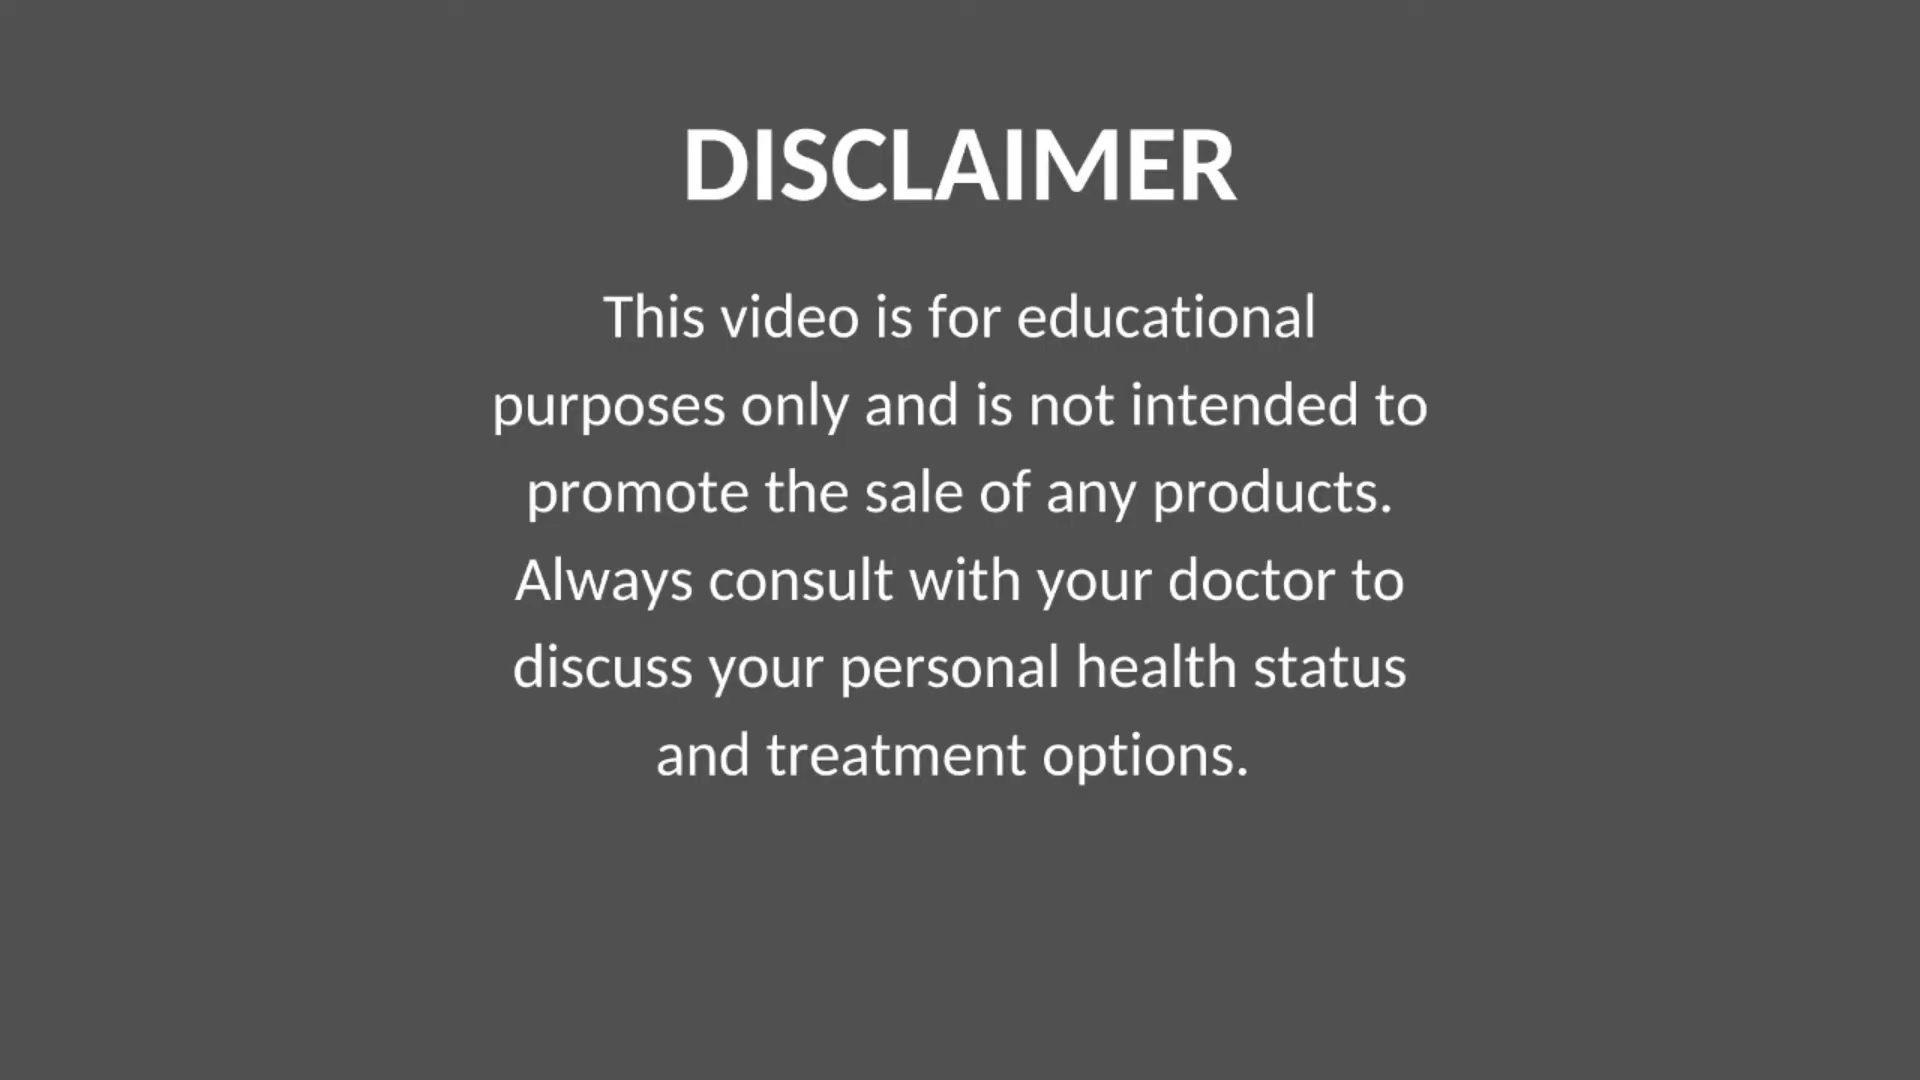 DISCLAIMER
This video is for educational
purposes only and is not intended to
promote the sale of any products.
Always consult with your doctor to
discuss your personal health status
and treatment options.